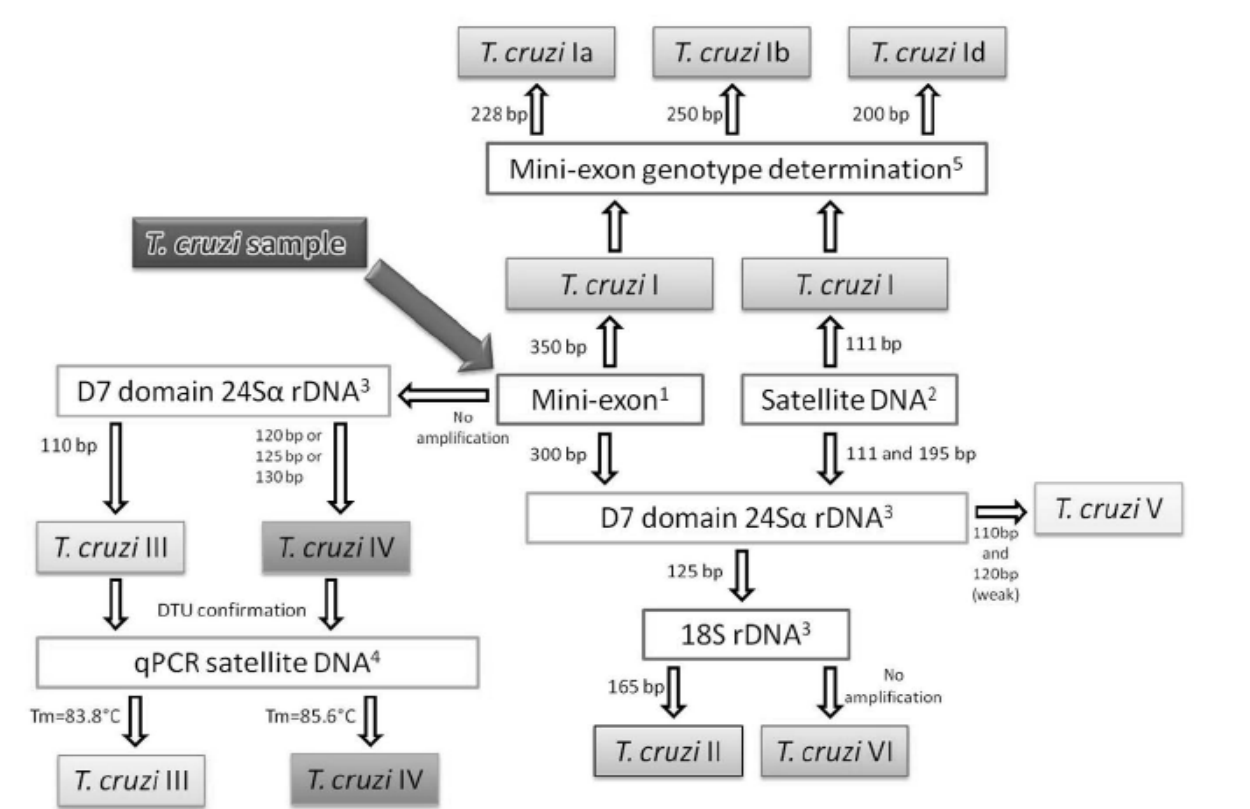 T. cruzi Ia
T. cruzi Ib
T. cruzi Id
228 bp
250 bp
200 bp
Mini-exon genotype determination⁵
T. cruzi sample
T. cruzi I
T. cruzi I
350 bp
111 bp
D7 domain 24Sα rDNA³
Mini-exon¹
Satellite DNA²
No
amplification
110 bp
120 bp or
125 bp or
130 bp
300 bp
111 and 195 bp
D7 domain 24Sα rDNA³
T. cruzi V
110bp
and
120bp
(weak)
T. cruzi III
T. cruzi IV
125 bp
DTU confirmation
18S rDNA³
qPCR satellite DNA⁴
165 bp
No
amplification
Tm=83.8°C
Tm=85.6°C
T. cruzi II
T. cruzi VI
T. cruzi III
T. cruzi IV